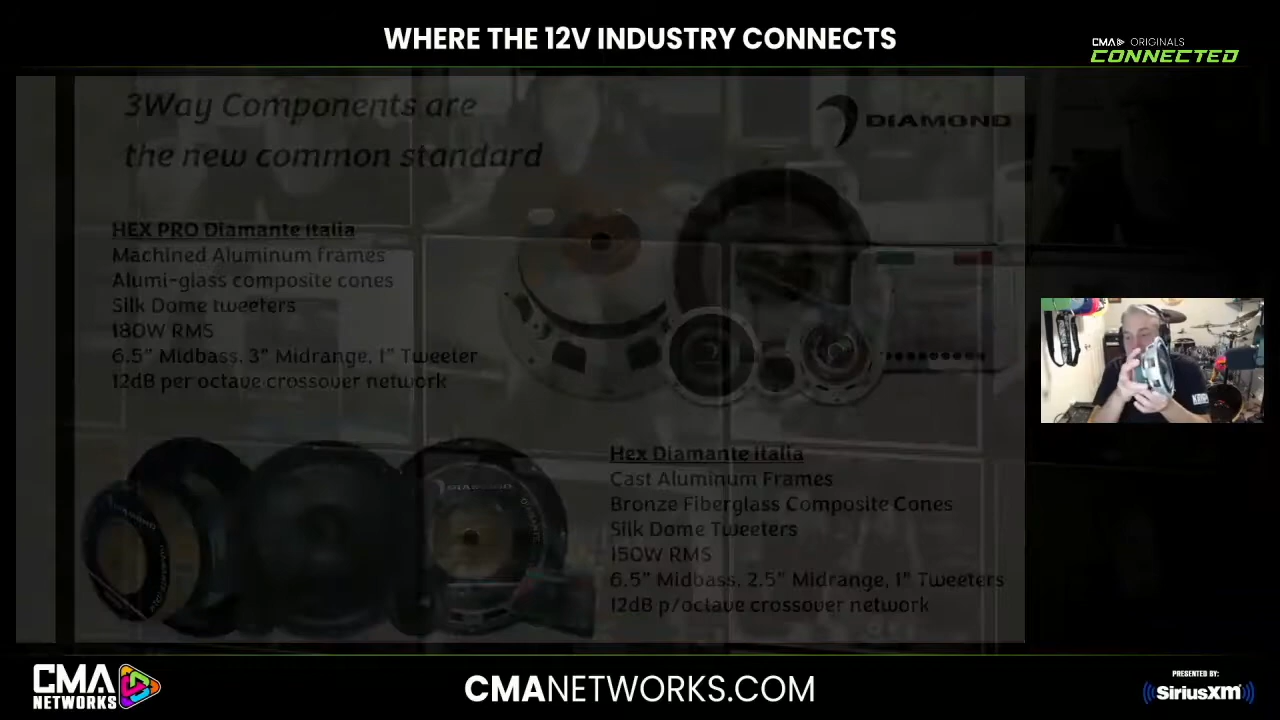 WHERE THE 12V INDUSTRY CONNECTS
CMA ORIGINALS
CONNECTED
3Way Components are
the new common standard
DIAMOND
HEX PRO Diamante Italia
Machined Aluminum frames
Alumi-glass composite cones
Silk Dome tweeters
180W RMS
6.5" Midbass, 3" Midrange, 1" Tweeter
12dB per octave crossover network
Hex Diamante Italia
Cast Aluminum Frames
Bronze Fiberglass Composite Cones
Silk Dome Tweeters
150W RMS
6.5" Midbass, 2.5" Midrange, 1" Tweeters
12dB p/octave crossover network
DIAMOND
CMA
NETWORKS
CMANETWORKS.COM
PRESENTED BY:
SiriusXM